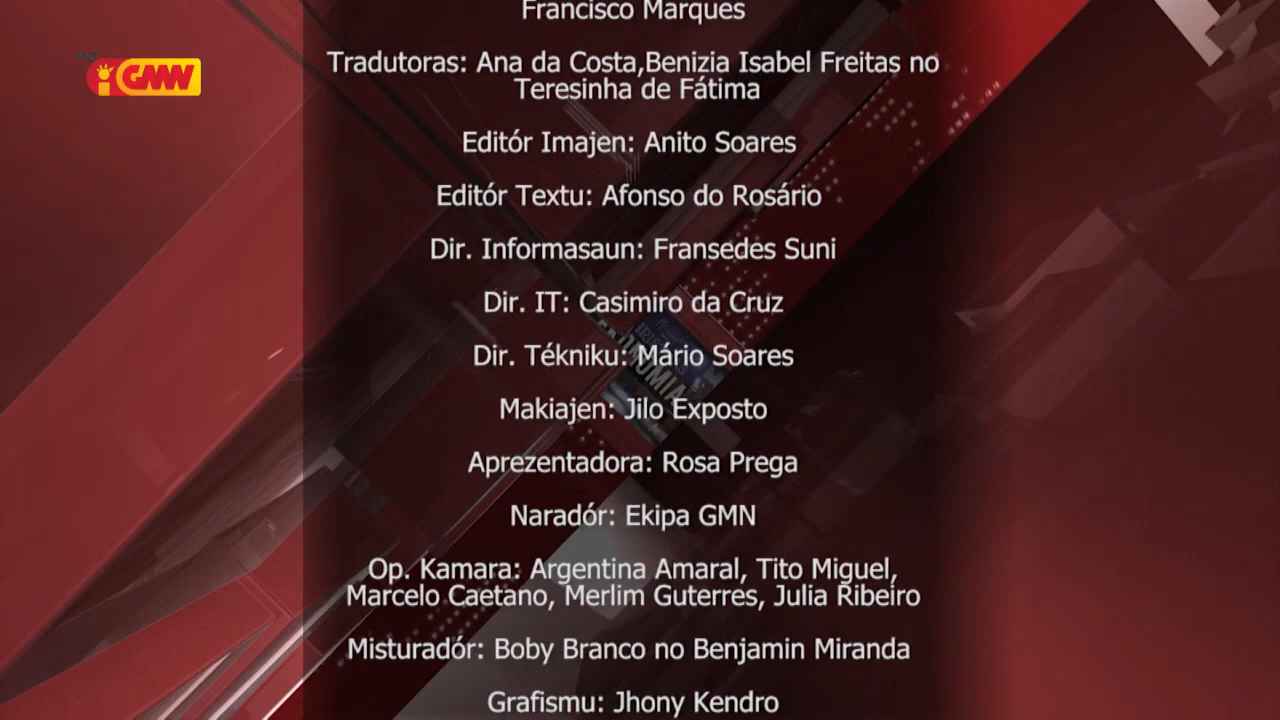 HD
GMN
Francisco Marques
Tradutoras: Ana da Costa,Benizia Isabel Freitas no
Teresinha de Fátima
Editór Imajen: Anito Soares
Editór Textu: Afonso do Rosário
Dir. Informasaun: Fransedes Suni
Dir. IT: Casimiro da Cruz
Dir. Tékniku: Mário Soares
Makiajen: Jilo Exposto
Aprezentadora: Rosa Prega
Naradór: Ekipa GMN
Op. Kamara: Argentina Amaral, Tito Miguel,
Marcelo Caetano, Merlim Guterres, Julia Ribeiro
Misturadór: Boby Branco no Benjamin Miranda
Grafismu: Jhony Kendro